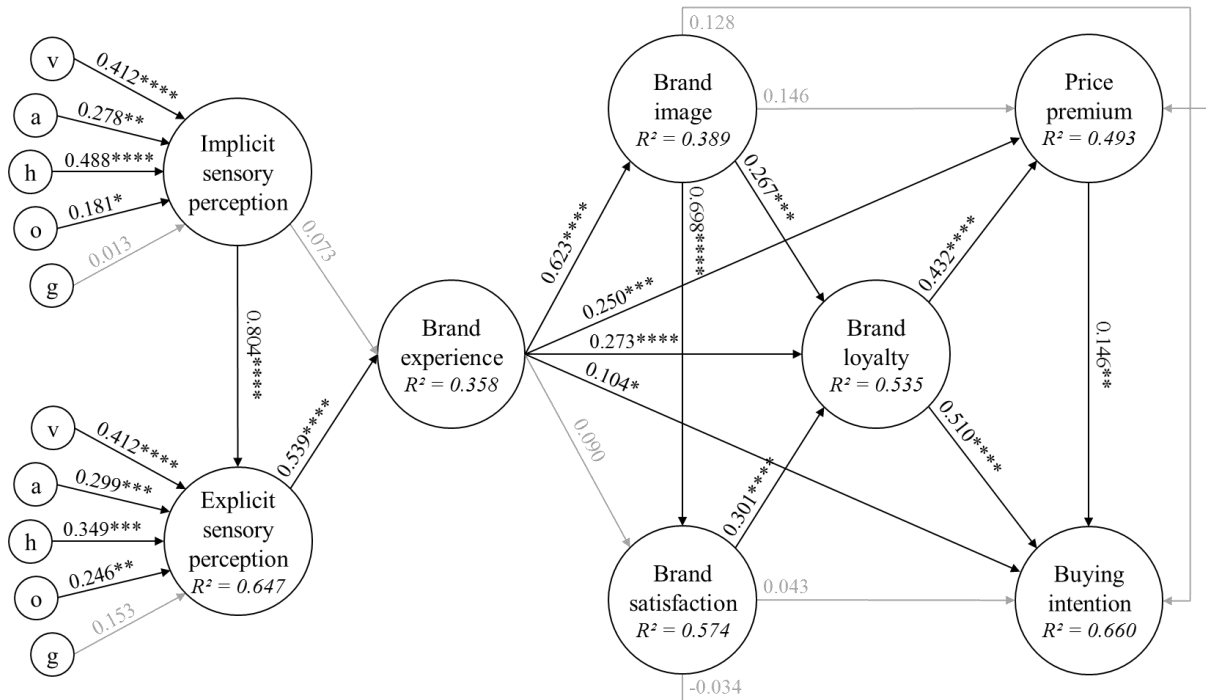 0.128
v
0.412****
a
0.278**
h
0.488****
o
0.181*
g
0.013
Implicit
sensory
perception
0.073
0.804****
v
0.412****
a
0.299***
h
0.349***
o
0.246**
g
0.153
Explicit
sensory
perception
R² = 0.647
0.539****
Brand
experience
R² = 0.358
0.623****
0.250***
0.273****
0.104*
0.090
Brand
image
R² = 0.389
0.146
0.267***
0.698****
Brand
loyalty
R² = 0.535
0.432****
0.510****
0.301****
Brand
satisfaction
R² = 0.574
0.043
-0.034
Price
premium
R² = 0.493
0.146**
Buying
intention
R² = 0.660